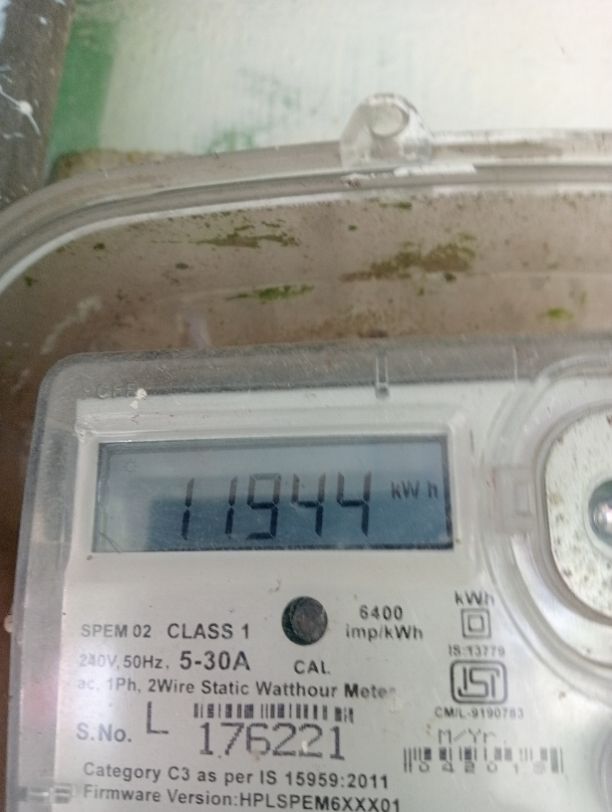 11944 kWh
6400
imp/kWh
kWh
SPEM 02 CLASS 1
240V, 50Hz. 5-30A
CAL
IS:13779
ac, 1Ph, 2Wire Static Watthour Meter
ISI
CM/L-9190783
S.No. L 176221
M/Yr.
Category C3 as per IS 15959:2011
Firmware Version:HPLSPEM6XXX01